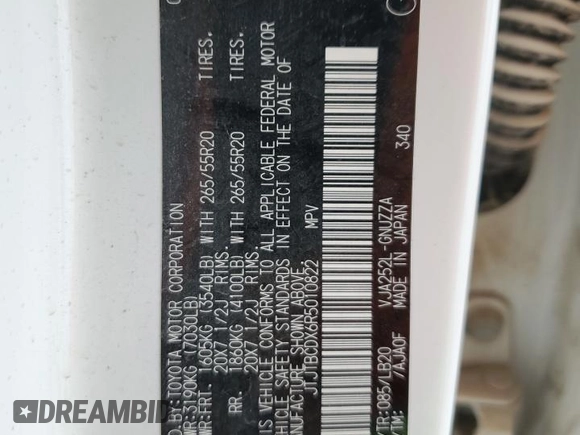 D BY:TOYOTA MOTOR CORPORATION
WR:3190KG (7030LB)
WR:FRT. 1605KG (3540LB) WITH 265/55R20 TIRES.
20X7 1/2J RIMS.
RR. 1860KG (4100LB) WITH 265/55R20 TIRES.
20X7 1/2J RIMS.
IS VEHICLE CONFORMS TO ALL APPLICABLE FEDERAL MOTOR
HICLE SAFETY STANDARDS IN EFFECT ON THE DATE OF
NUFACTURE SHOWN ABOVE.
JTJTBCDX6R5010822 MPV
TR:085/LB20 VJA252L-GNUZZA
TM: 7AJA0F MADE IN JAPAN 340
DREAMBID